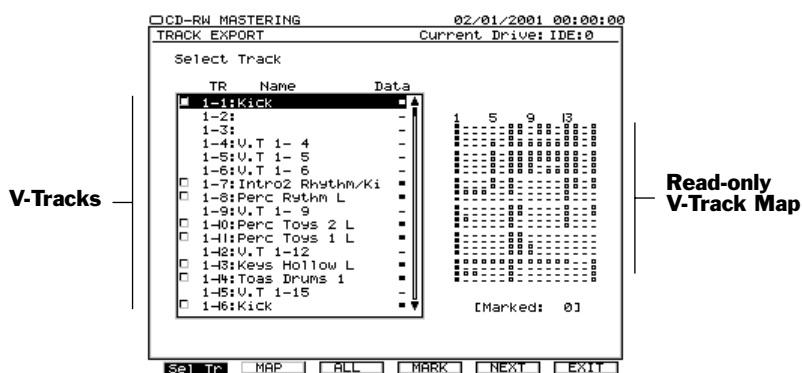 CD-RW MASTERING 02/01/2001 00:00:00
TRACK EXPORT Current Drive:IDE:0
Select Track
TR Name Data
1-1:Kick
1-2:
1-3:
1-4:V.T 1- 4
1-5:V.T 1- 5
1-6:V.T 1- 6
1-7:Intro2 Rhythm/Ki
1-8:Perc Rythm L
1-9:V.T 1- 9
1-10:Perc Toys 2 L
1-11:Perc Toys 1 L
1-12:V.T 1-12
1-13:Keys Hollow L
1-14:Toas Drums 1
1-15:V.T 1-15
1-16:Kick
1 5 9 13
[Marked: 0]
V-Tracks
Read-only
V-Track Map
Sel Tr MAP ALL MARK NEXT EXIT